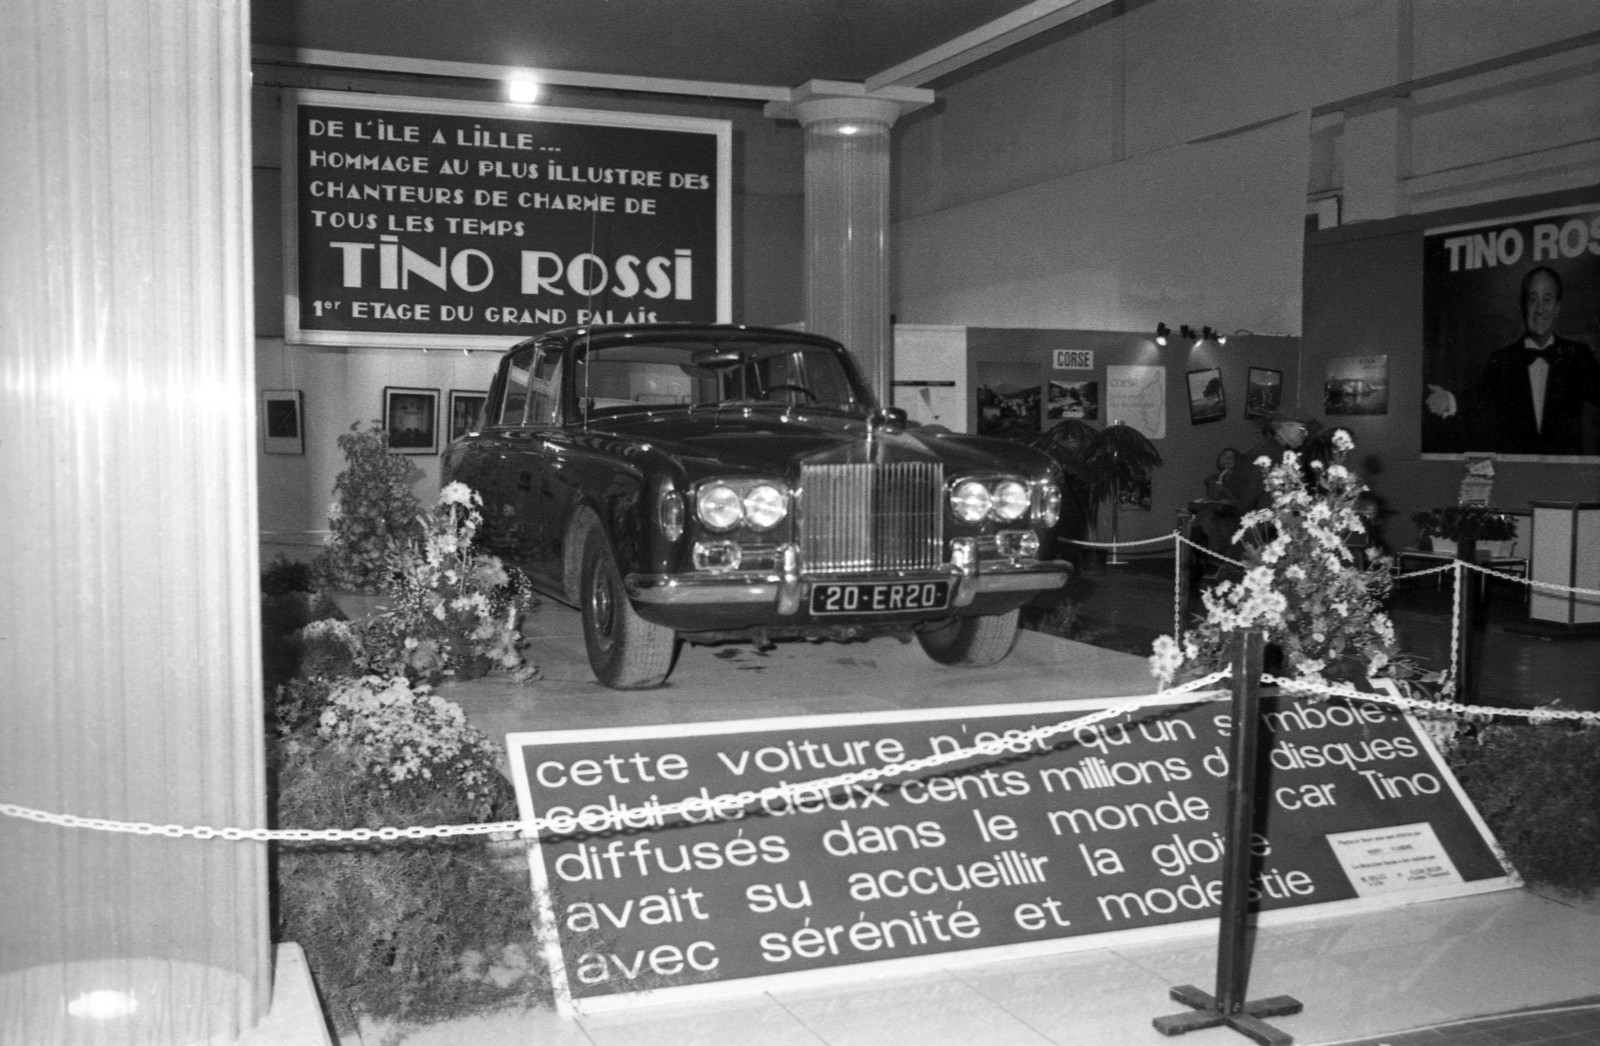 DE L'ÎLE A LILLE...
HOMMAGE AU PLUS ILLUSTRE DES
CHANTEURS DE CHARME DE
TOUS LES TEMPS
TINO ROSSI
1er ETAGE DU GRAND PALAIS
CORSE
TINO ROS
20-ER20
cette voiture n'est qu'un s mbole:
celui de deux cents millions d disques
diffusés dans le monde car Tino
avait su accueillir la gloire
avec sérénité et modestie